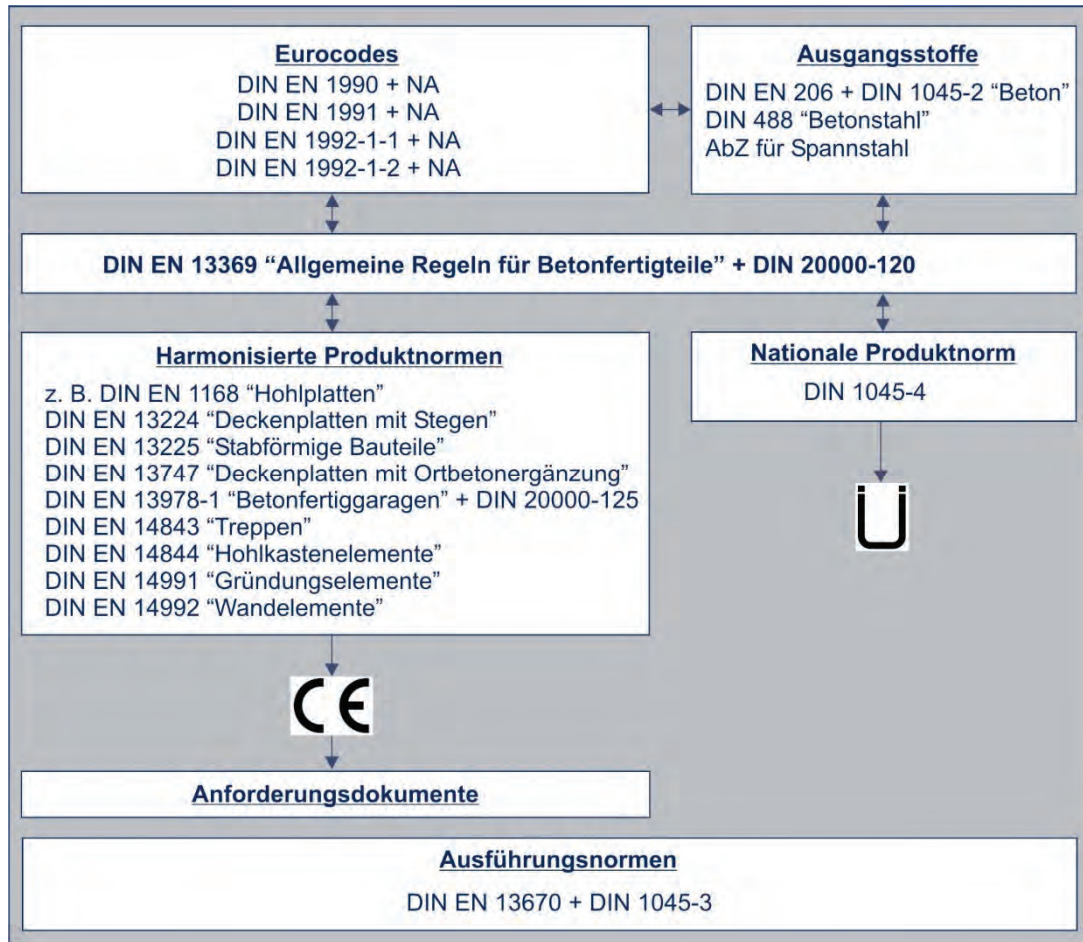 Eurocodes
DIN EN 1990 + NA
DIN EN 1991 + NA
DIN EN 1992-1-1 + NA
DIN EN 1992-1-2 + NA
Ausgangsstoffe
DIN EN 206 + DIN 1045-2 “Beton”
DIN 488 “Betonstahl”
AbZ für Spannstahl
DIN EN 13369 “Allgemeine Regeln für Betonfertigteile” + DIN 20000-120
Harmonisierte Produktnormen
z. B. DIN EN 1168 “Hohlplatten”
DIN EN 13224 “Deckenplatten mit Stegen”
DIN EN 13225 “Stabförmige Bauteile”
DIN EN 13747 “Deckenplatten mit Ortbetonergänzung”
DIN EN 13978-1 “Betonfertiggaragen” + DIN 20000-125
DIN EN 14843 “Treppen”
DIN EN 14844 “Hohlkastenelemente”
DIN EN 14991 “Gründungselemente”
DIN EN 14992 “Wandelemente”
Nationale Produktnorm
DIN 1045-4
Ü
CE
Anforderungsdokumente
Ausführungsnormen
DIN EN 13670 + DIN 1045-3